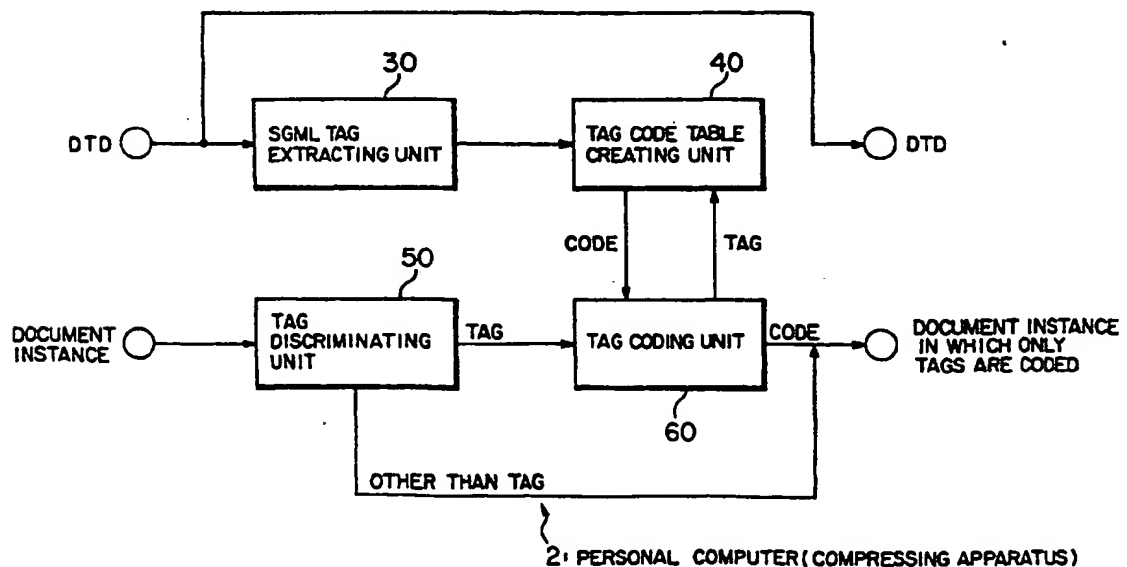 30
40
DTD
SGML TAG
EXTRACTING UNIT
TAG CODE TABLE
CREATING UNIT
DTD
CODE
TAG
50
DOCUMENT
INSTANCE
TAG
DISCRIMINATING
UNIT
TAG
TAG CODING UNIT
CODE
DOCUMENT INSTANCE
IN WHICH ONLY
TAGS ARE CODED
60
OTHER THAN TAG
2: PERSONAL COMPUTER (COMPRESSING APPARATUS)